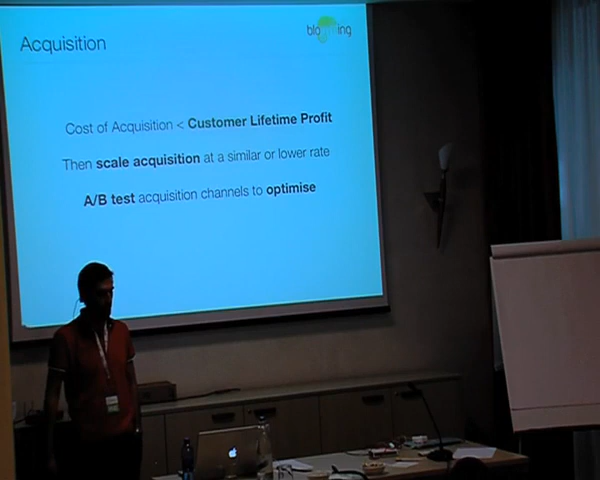 Acquisition
Cost of Acquisition < Customer Lifetime Profit
Then scale acquisition at a similar or lower rate
A/B test acquisition channels to optimise